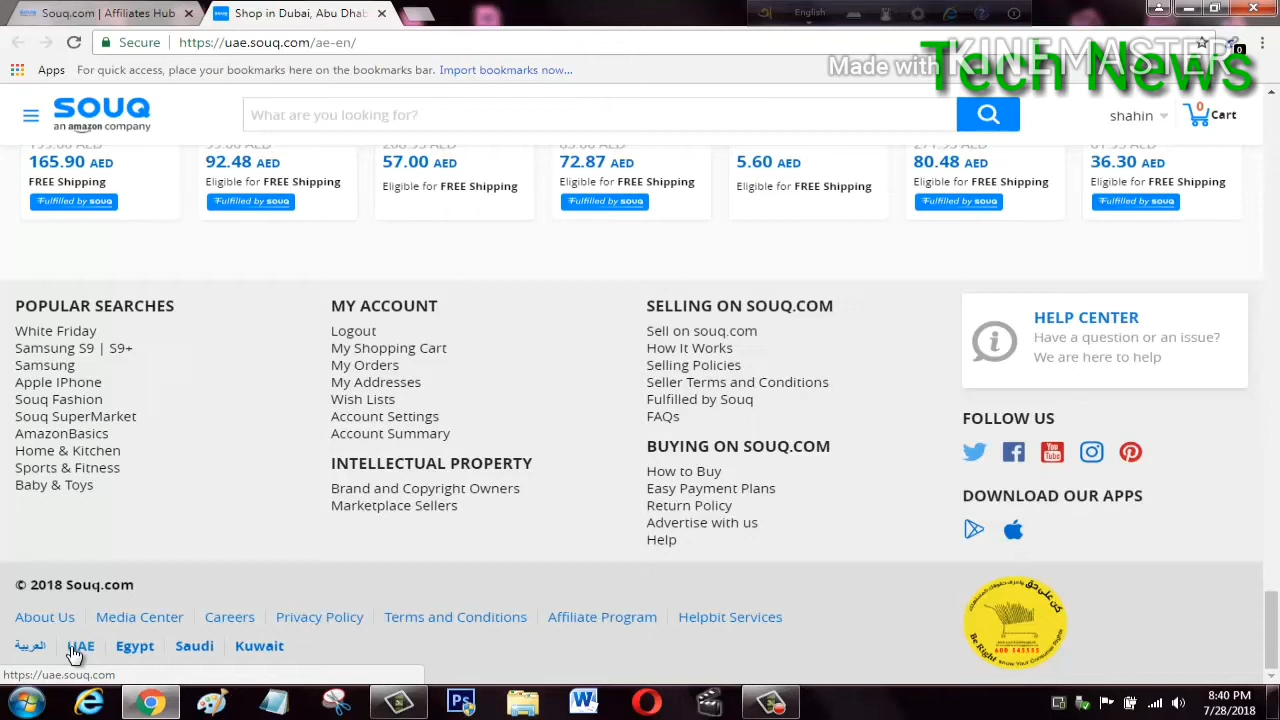 Souq.com | Affiliates Hub
Shop in Dubai, Abu Dhab
English
Secure
https://uae.souq.com/ae-en/
Apps
For quick access, place your bookmarks here on the bookmarks bar. Import bookmarks now...
Made with KINEMASTER
Tech News
souq
an amazon company
What are you looking for?
shahin
0
Cart
165.90 AED
92.48 AED
57.00 AED
72.87 AED
5.60 AED
80.48 AED
36.30 AED
FREE Shipping
Eligible for FREE Shipping
Eligible for FREE Shipping
Eligible for FREE Shipping
Eligible for FREE Shipping
Eligible for FREE Shipping
Eligible for FREE Shipping
Fulfilled by souq
Fulfilled by souq
Fulfilled by souq
Fulfilled by souq
Fulfilled by souq
POPULAR SEARCHES
White Friday
Samsung S9 | S9+
Samsung
Apple IPhone
Souq Fashion
Souq SuperMarket
AmazonBasics
Home & Kitchen
Sports & Fitness
Baby & Toys
MY ACCOUNT
Logout
My Shopping Cart
My Orders
My Addresses
Wish Lists
Account Settings
Account Summary
INTELLECTUAL PROPERTY
Brand and Copyright Owners
Marketplace Sellers
SELLING ON SOUQ.COM
Sell on souq.com
How It Works
Selling Policies
Seller Terms and Conditions
Fulfilled by Souq
FAQs
BUYING ON SOUQ.COM
How to Buy
Easy Payment Plans
Return Policy
Advertise with us
Help
HELP CENTER
Have a question or an issue?
We are here to help
FOLLOW US
You
Tube
DOWNLOAD OUR APPS
© 2018 Souq.com
About Us
Media Center
Careers
Privacy Policy
Terms and Conditions
Affiliate Program
Helpbit Services
العربية
UAE
Egypt
Saudi
Kuwait
Be Right
Know Your Consumer Rights
600 545555
https://uae.souq.com
8:40 PM
7/28/2018